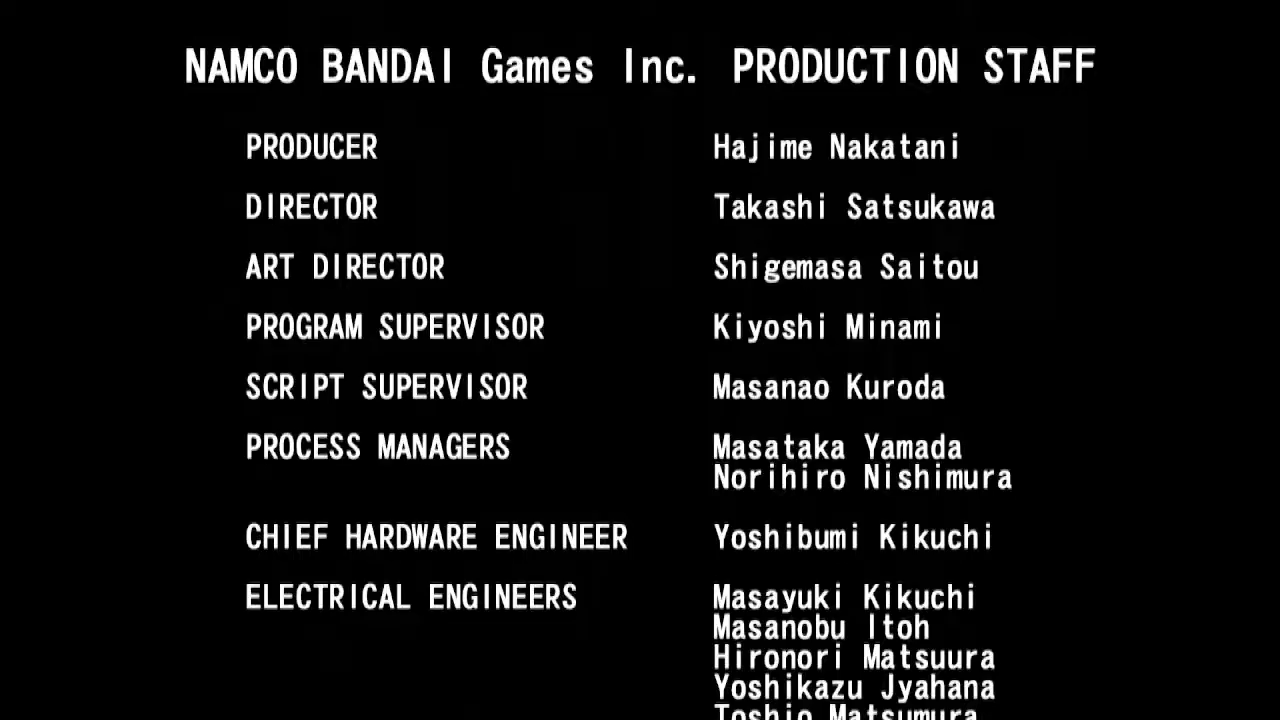 NAMCO BANDAI Games Inc. PRODUCTION STAFF
PRODUCER Hajime Nakatani
DIRECTOR Takashi Satsukawa
ART DIRECTOR Shigemasa Saitou
PROGRAM SUPERVISOR Kiyoshi Minami
SCRIPT SUPERVISOR Masanao Kuroda
PROCESS MANAGERS Masataka Yamada
Norihiro Nishimura
CHIEF HARDWARE ENGINEER Yoshibumi Kikuchi
ELECTRICAL ENGINEERS Masayuki Kikuchi
Masanobu Itoh
Hironori Matsuura
Yoshikazu Jyahana
Toshio Matsumura